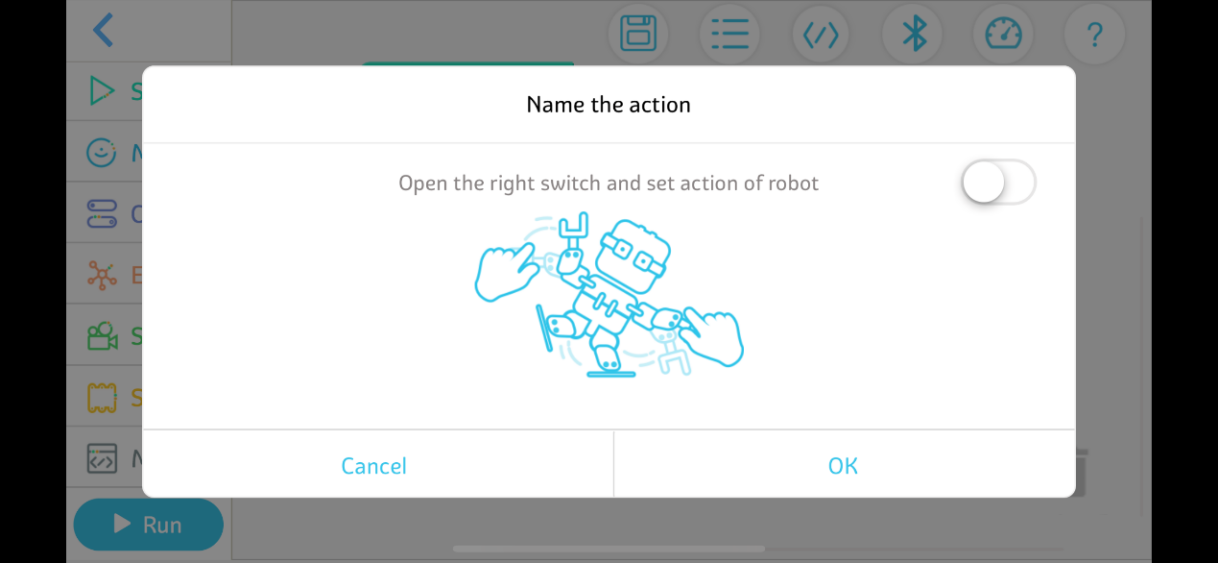 ?
Name the action
Open the right switch and set action of robot
Cancel
OK
Run